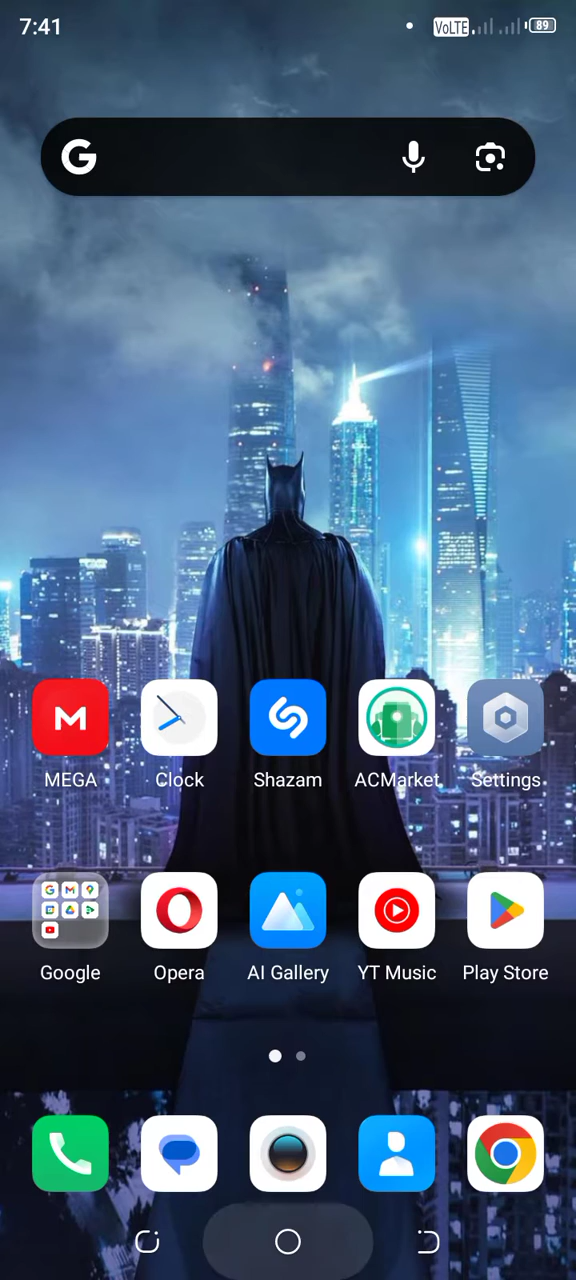 7:41
VoLTE
89
MEGA
Clock
Shazam
ACMarket
Settings
Google
Opera
AI Gallery
YT Music
Play Store